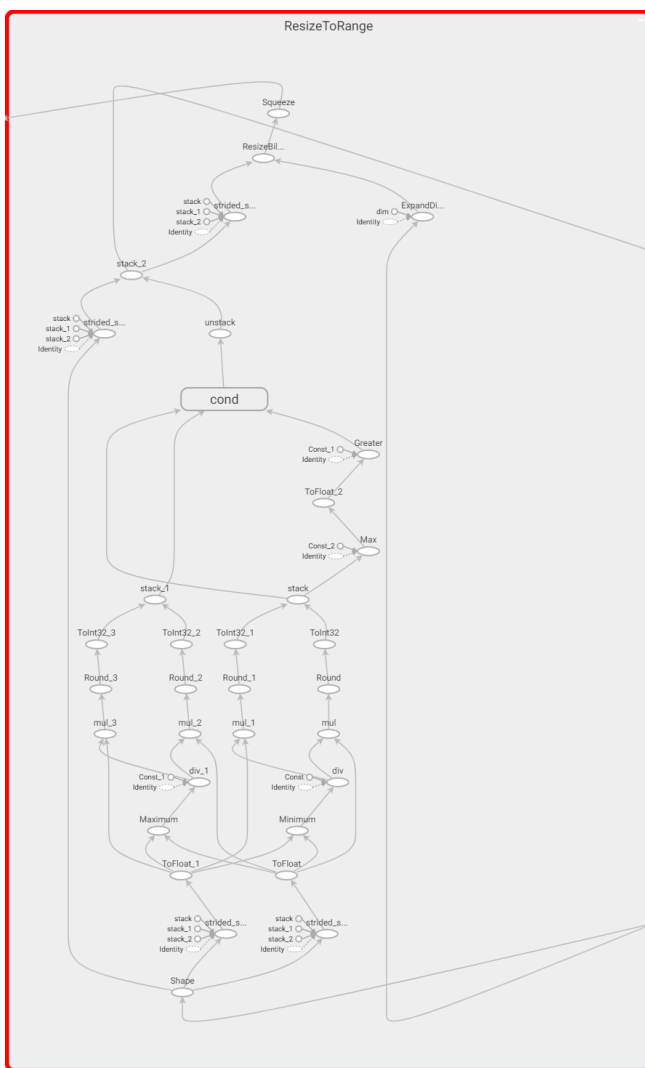 ResizeToRange
Squeeze
ResizeBil...
stack
stack_1
stack_2
Identity
strided_s...
dim
Identity
ExpandDi...
stack_2
stack
stack_1
stack_2
Identity
strided_s...
unstack
cond
Greater
Const_1
Identity
ToFloat_2
Max
Const_2
Identity
stack_1
stack
ToInt32_3
ToInt32_2
ToInt32_1
ToInt32
Round_3
Round_2
Round_1
Round
mul_3
mul_2
mul_1
mul
Const_1
Identity
div_1
Const
Identity
div
Maximum
Minimum
ToFloat_1
ToFloat
stack
stack_1
stack_2
Identity
strided_s...
stack
stack_1
stack_2
Identity
strided_s...
Shape